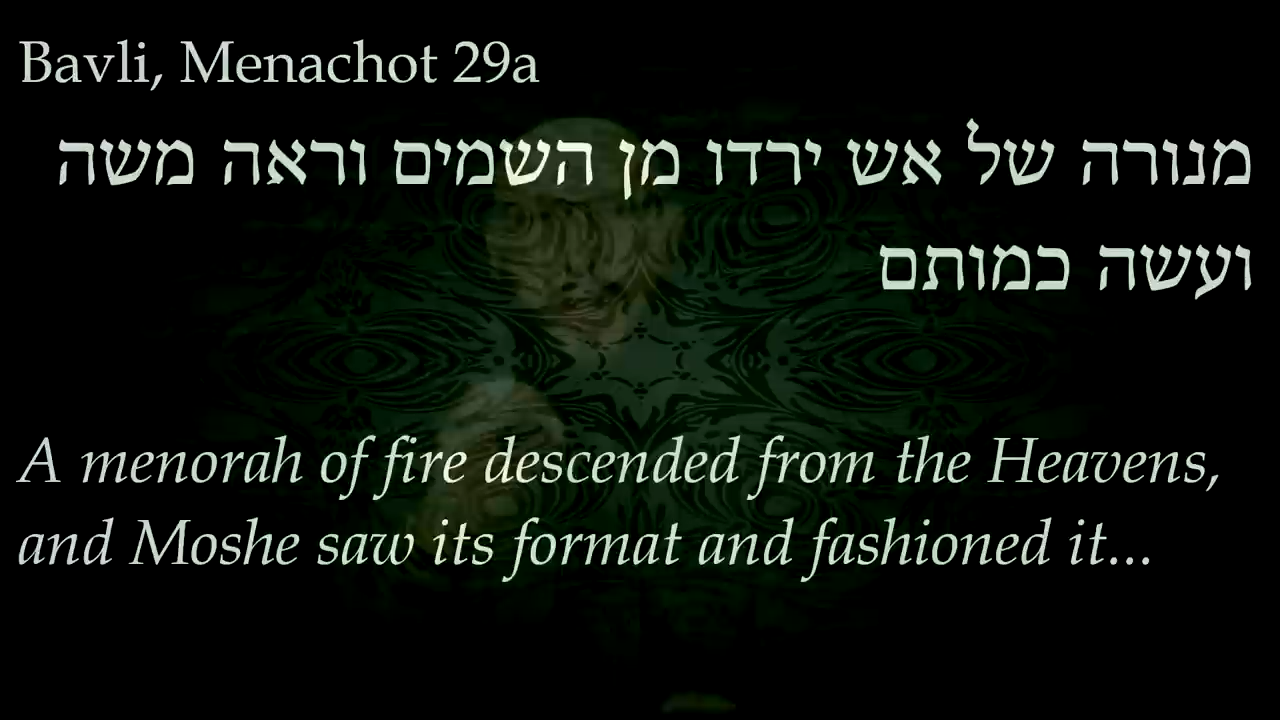 Bavli, Menachot 29a
מנורה של אש ירדו מן השמים וראה משה
ועשה כמותם
A menorah of fire descended from the Heavens,
and Moshe saw its format and fashioned it...